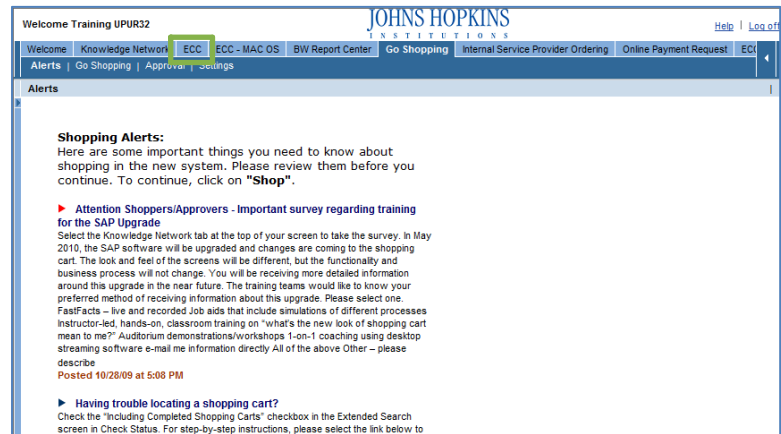 Welcome Training UPUR32
JOHNS HOPKINS
INSTITUTIONS
Help | Log off
Welcome Knowledge Network ECC ECC - MAC OS BW Report Center Go Shopping Internal Service Provider Ordering Online Payment Request
Alerts | Go Shopping | Approval | Settings
Alerts
Shopping Alerts:
Here are some important things you need to know about
shopping in the new system. Please review them before you
continue. To continue, click on "Shop".
Attention Shoppers/Approvers - Important survey regarding training
for the SAP Upgrade
Select the Knowledge Network tab at the top of your screen to take the survey. In May
2010, the SAP software will be upgraded and changes are coming to the shopping
cart. The look and feel of the screens will be different, but the functionality and
business process will not change. You will be receiving more detailed information
around this upgrade in the near future. The training teams would like to know your
preferred method of receiving information about this upgrade. Please select one.
FastFacts – live and recorded Job aids that include simulations of different processes
Instructor-led, hands-on, classroom training on "what's the new look of shopping cart
mean to me?" Auditorium demonstrations/workshops 1-on-1 coaching using desktop
streaming software e-mail me information directly All of the above Other – please
describe
Posted 10/28/09 at 5:08 PM
Having trouble locating a shopping cart?
Check the "Including Completed Shopping Carts" checkbox in the Extended Search
screen in Check Status. For step-by-step instructions, please select the link below to